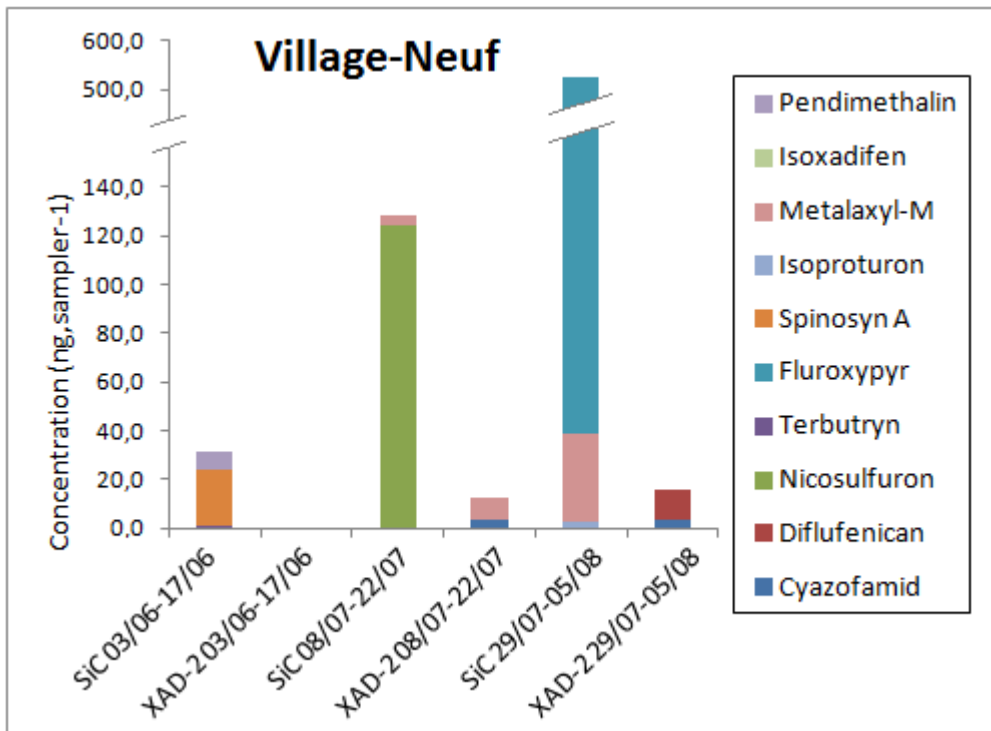 Village-Neuf
Concentration (ng,sampler-1)
600,0
500,0
140,0
120,0
100,0
80,0
60,0
40,0
20,0
0,0
SiC 03/06-17/06
XAD-2 03/06-17/06
SiC 08/07-22/07
XAD-2 08/07-22/07
SiC 29/07-05/08
XAD-2 29/07-05/08
Pendimethalin
Isoxadifen
Metalaxyl-M
Isoproturon
Spinosyn A
Fluroxypyr
Terbutryn
Nicosulfuron
Diflufenican
Cyazofamid